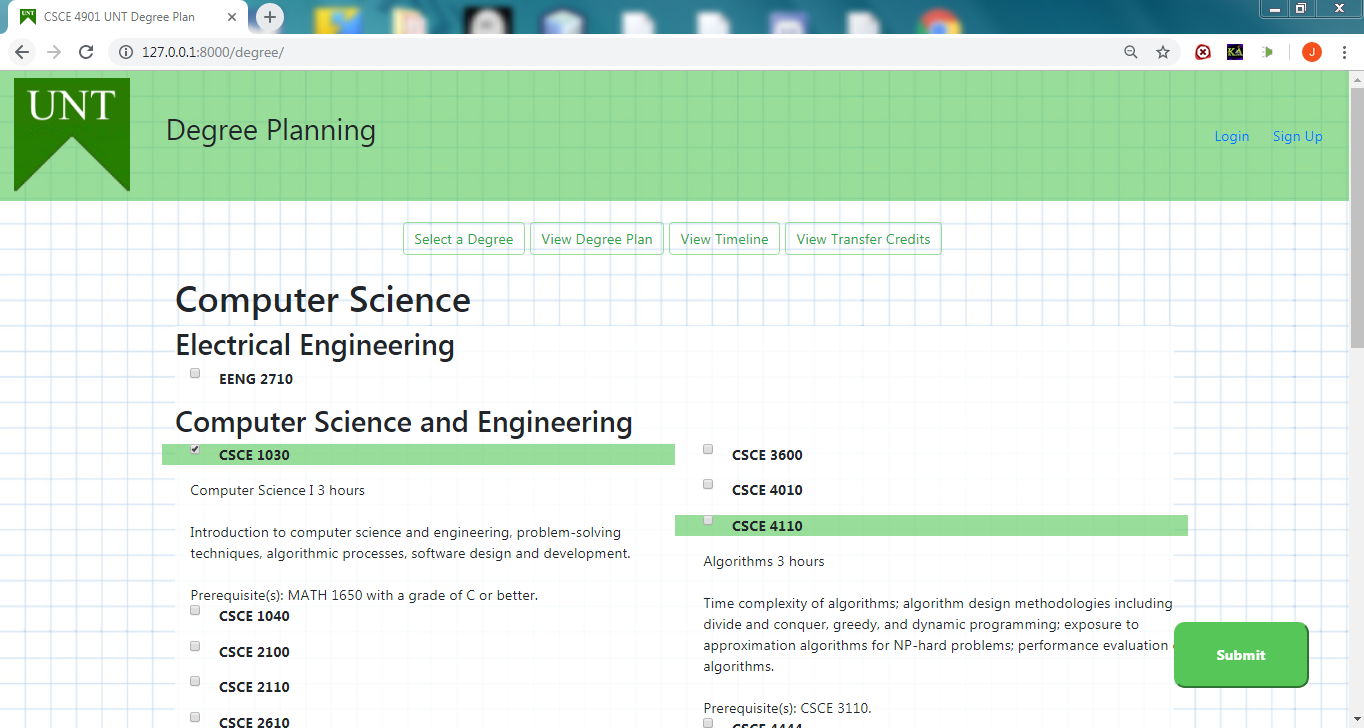 UNT CSCE 4901 UNT Degree Plan
127.0.0.1:8000/degree/
KA
J
UNT
Degree Planning
Login Sign Up
Select a Degree View Degree Plan View Timeline View Transfer Credits
Computer Science
Electrical Engineering
EENG 2710
Computer Science and Engineering
CSCE 1030
Computer Science I 3 hours
Introduction to computer science and engineering, problem-solving
techniques, algorithmic processes, software design and development.
Prerequisite(s): MATH 1650 with a grade of C or better.
CSCE 1040
CSCE 2100
CSCE 2110
CSCE 2610
CSCE 3600
CSCE 4010
CSCE 4110
Algorithms 3 hours
Time complexity of algorithms; algorithm design methodologies including
divide and conquer, greedy, and dynamic programming; exposure to
approximation algorithms for NP-hard problems; performance evaluation
algorithms.
Prerequisite(s): CSCE 3110.
CSCE 4444
Submit